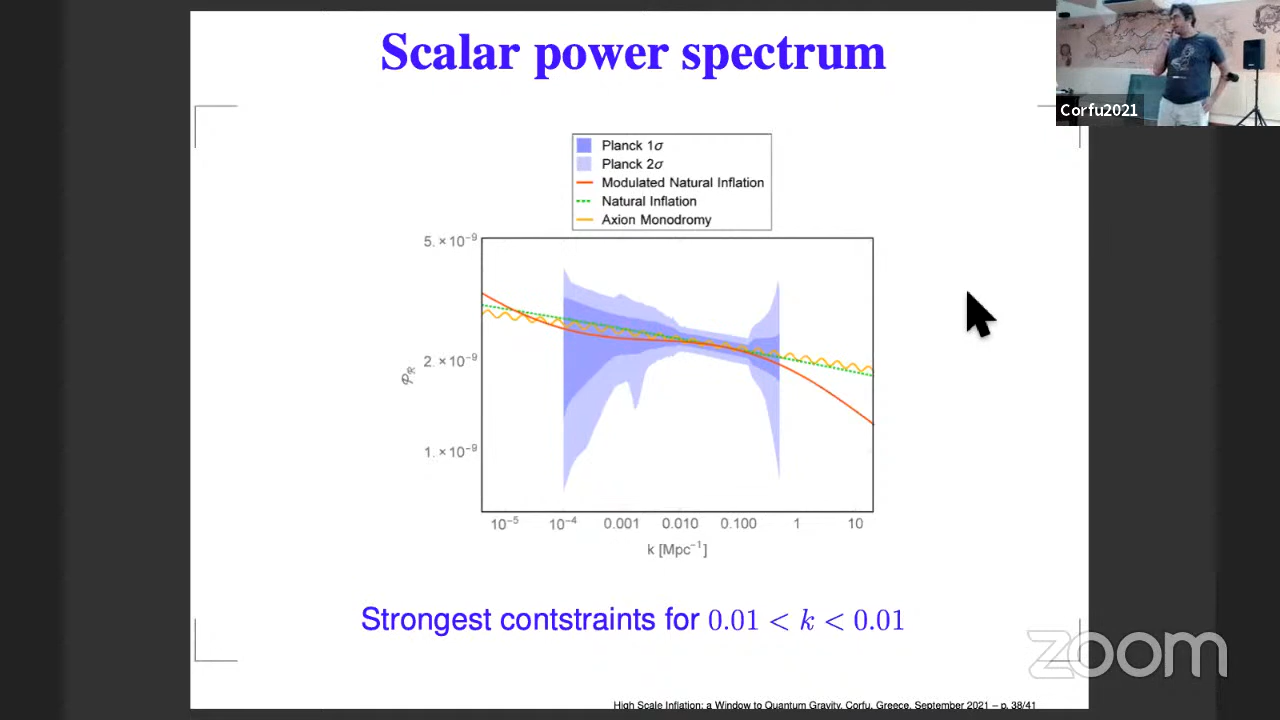 Scalar power spectrum
Corfu2021
Planck 1σ
Planck 2σ
Modulated Natural Inflation
Natural Inflation
Axion Monodromy
5. × 10⁻⁹
2. × 10⁻⁹
1. × 10⁻⁹
𝒫ℛ
10⁻⁵ 10⁻⁴ 0.001 0.010 0.100 1 10
k [Mpc⁻¹]
Strongest contstraints for 0.01 < k < 0.01
zoom
High Scale Inflation: a Window to Quantum Gravity, Corfu, Greece, September 2021 – p. 38/41